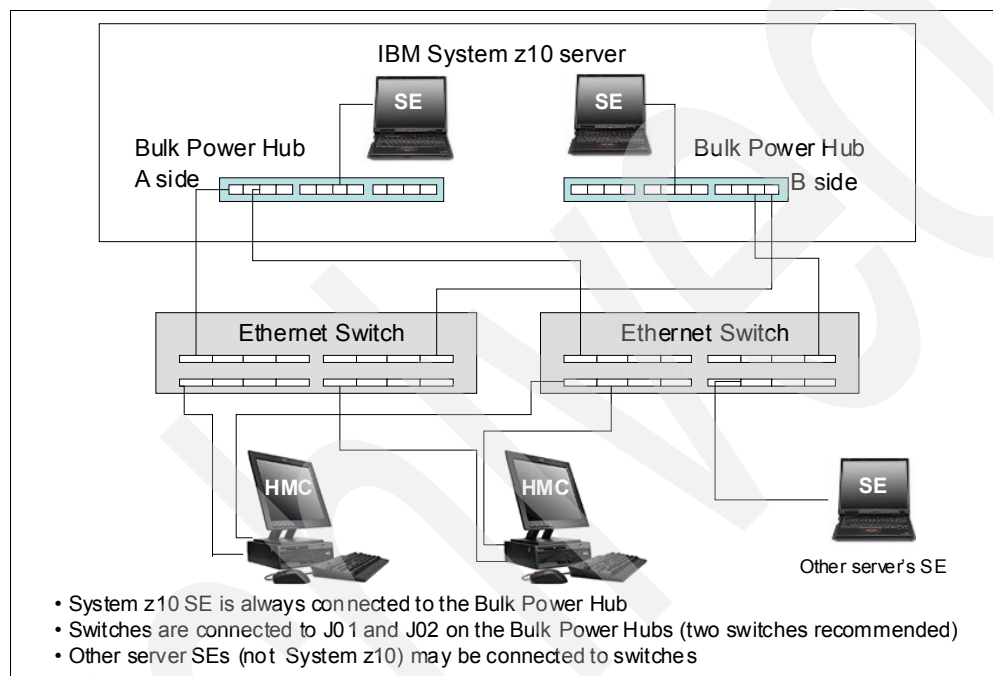 IBM System z10 server
SE
SE
Bulk Power Hub
A side
Bulk Power Hub
B side
Ethernet Switch
Ethernet Switch
HMC
HMC
SE
Other server's SE
• System z10 SE is always connected to the Bulk Power Hub
• Switches are connected to J01 and J02 on the Bulk Power Hubs (two switches recommended)
• Other server SEs (not System z10) may be connected to switches